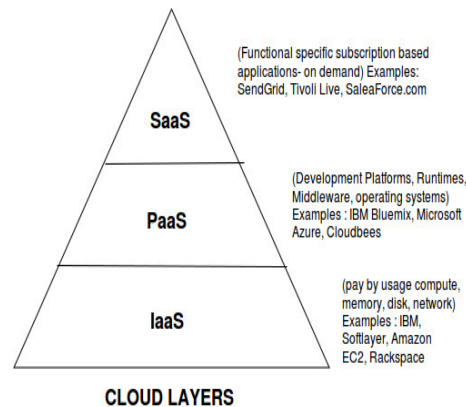 (Functional specific subscription based
applications- on demand) Examples:
SendGrid, Tivoli Live, SaleaForce.com
SaaS
(Development Platforms, Runtimes,
Middleware, operating systems)
Examples : IBM Bluemix, Microsoft
Azure, Cloudbees
PaaS
(pay by usage compute,
memory, disk, network)
Examples : IBM,
Softlayer, Amazon
EC2, Rackspace
IaaS
CLOUD LAYERS